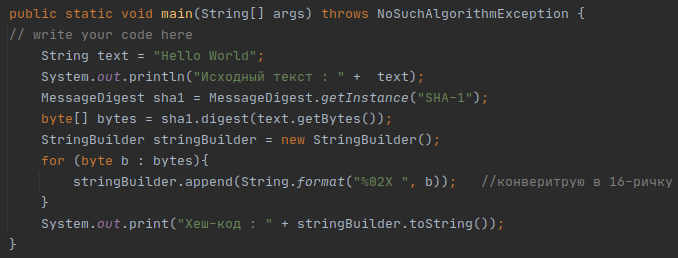 public static void main(String[] args) throws NoSuchAlgorithmException {
// write your code here
String text = "Hello World";
System.out.println("Исходный текст : " +  text);
MessageDigest sha1 = MessageDigest.getInstance("SHA-1");
byte[] bytes = sha1.digest(text.getBytes());
StringBuilder stringBuilder = new StringBuilder();
for (byte b : bytes){
stringBuilder.append(String.format("%02X ", b));   //конверитрую в 16-ричку
}
System.out.print("Хеш-код : " + stringBuilder.toString());
}